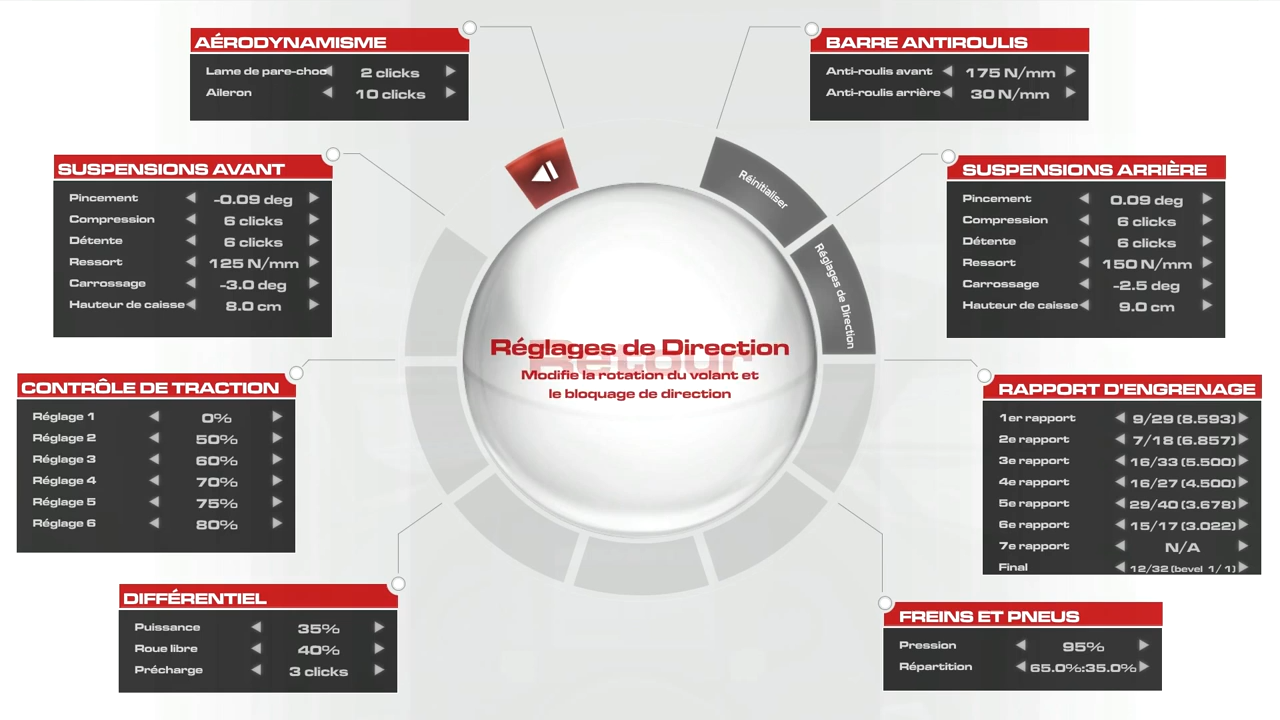 AÉRODYNAMISME
Lame de pare-choc 2 clicks
Aileron 10 clicks
BARRE ANTIROULIS
Anti-roulis avant 175 N/mm
Anti-roulis arrière 30 N/mm
SUSPENSIONS AVANT
Pincement -0.09 deg
Compression 6 clicks
Détente 6 clicks
Ressort 125 N/mm
Carrossage -3.0 deg
Hauteur de caisse 8.0 cm
SUSPENSIONS ARRIÈRE
Pincement 0.09 deg
Compression 6 clicks
Détente 6 clicks
Ressort 150 N/mm
Carrossage -2.5 deg
Hauteur de caisse 9.0 cm
Réinitialiser
Réglages de Direction
Réglages de Direction
Retour
Modifie la rotation du volant et
le bloquage de direction
CONTRÔLE DE TRACTION
Réglage 1 0%
Réglage 2 50%
Réglage 3 60%
Réglage 4 70%
Réglage 5 75%
Réglage 6 80%
RAPPORT D'ENGRENAGE
1er rapport 9/29 (8.593)
2e rapport 7/18 (6.857)
3e rapport 16/33 (5.500)
4e rapport 16/27 (4.500)
5e rapport 29/40 (3.678)
6e rapport 15/17 (3.022)
7e rapport N/A
Final 12/32 (bevel 1/1)
DIFFÉRENTIEL
Puissance 35%
Roue libre 40%
Précharge 3 clicks
FREINS ET PNEUS
Pression 95%
Répartition 65.0%:35.0%